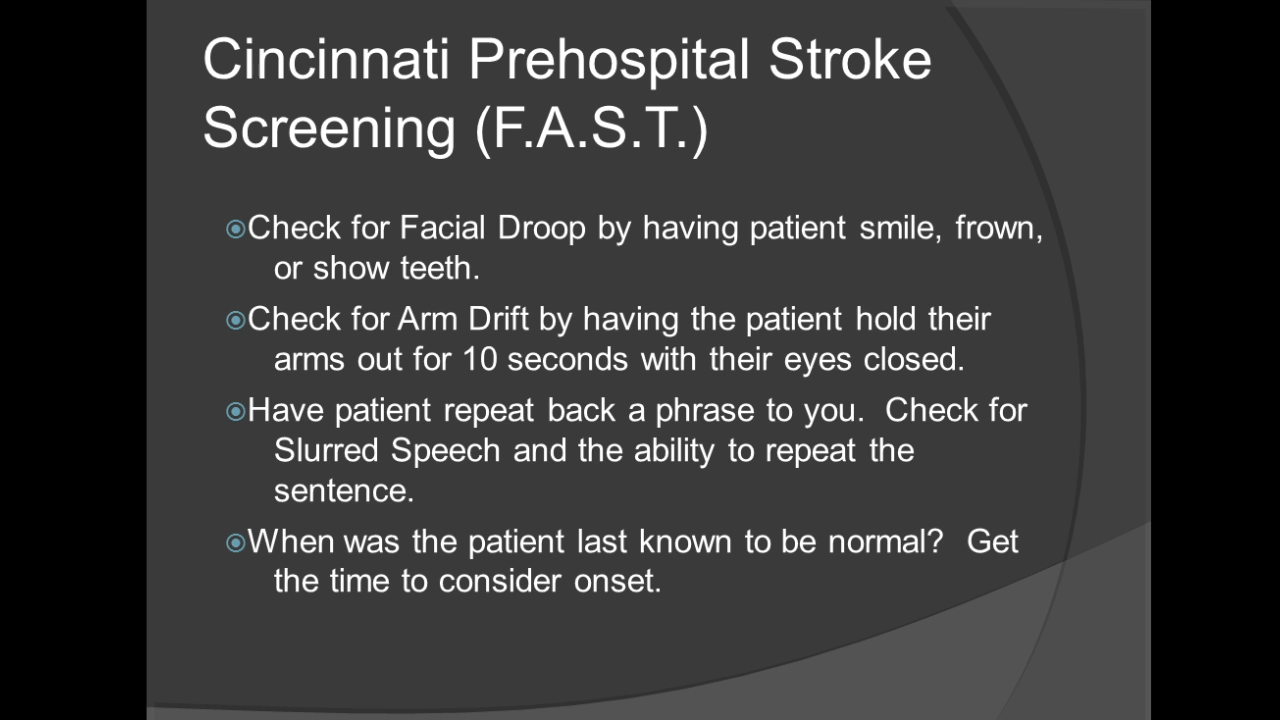 Cincinnati Prehospital Stroke
Screening (F.A.S.T.)
Check for Facial Droop by having patient smile, frown,
or show teeth.
Check for Arm Drift by having the patient hold their
arms out for 10 seconds with their eyes closed.
Have patient repeat back a phrase to you.  Check for
Slurred Speech and the ability to repeat the
sentence.
When was the patient last known to be normal?  Get
the time to consider onset.